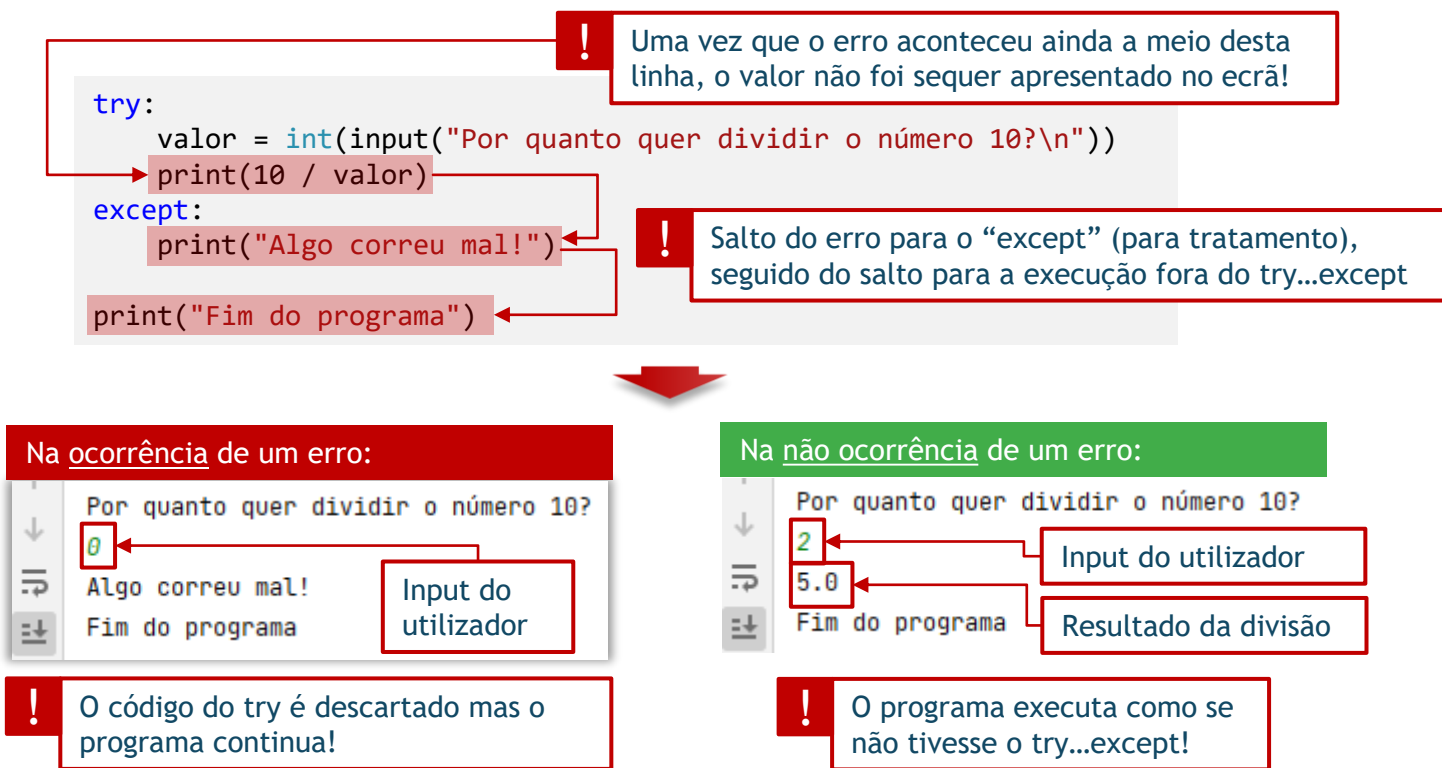 !
Uma vez que o erro aconteceu ainda a meio desta
linha, o valor não foi sequer apresentado no ecrã!
try:
    valor = int(input("Por quanto quer dividir o número 10?\n"))
    print(10 / valor)
except:
    print("Algo correu mal!")
!
Salto do erro para o “except” (para tratamento),
seguido do salto para a execução fora do try…except
print("Fim do programa")
Na ocorrência de um erro:
Por quanto quer dividir o número 10?
0
Algo correu mal!
Fim do programa
Input do
utilizador
!
O código do try é descartado mas o
programa continua!
Na não ocorrência de um erro:
Por quanto quer dividir o número 10?
2
5.0
Fim do programa
Input do utilizador
Resultado da divisão
!
O programa executa como se
não tivesse o try…except!